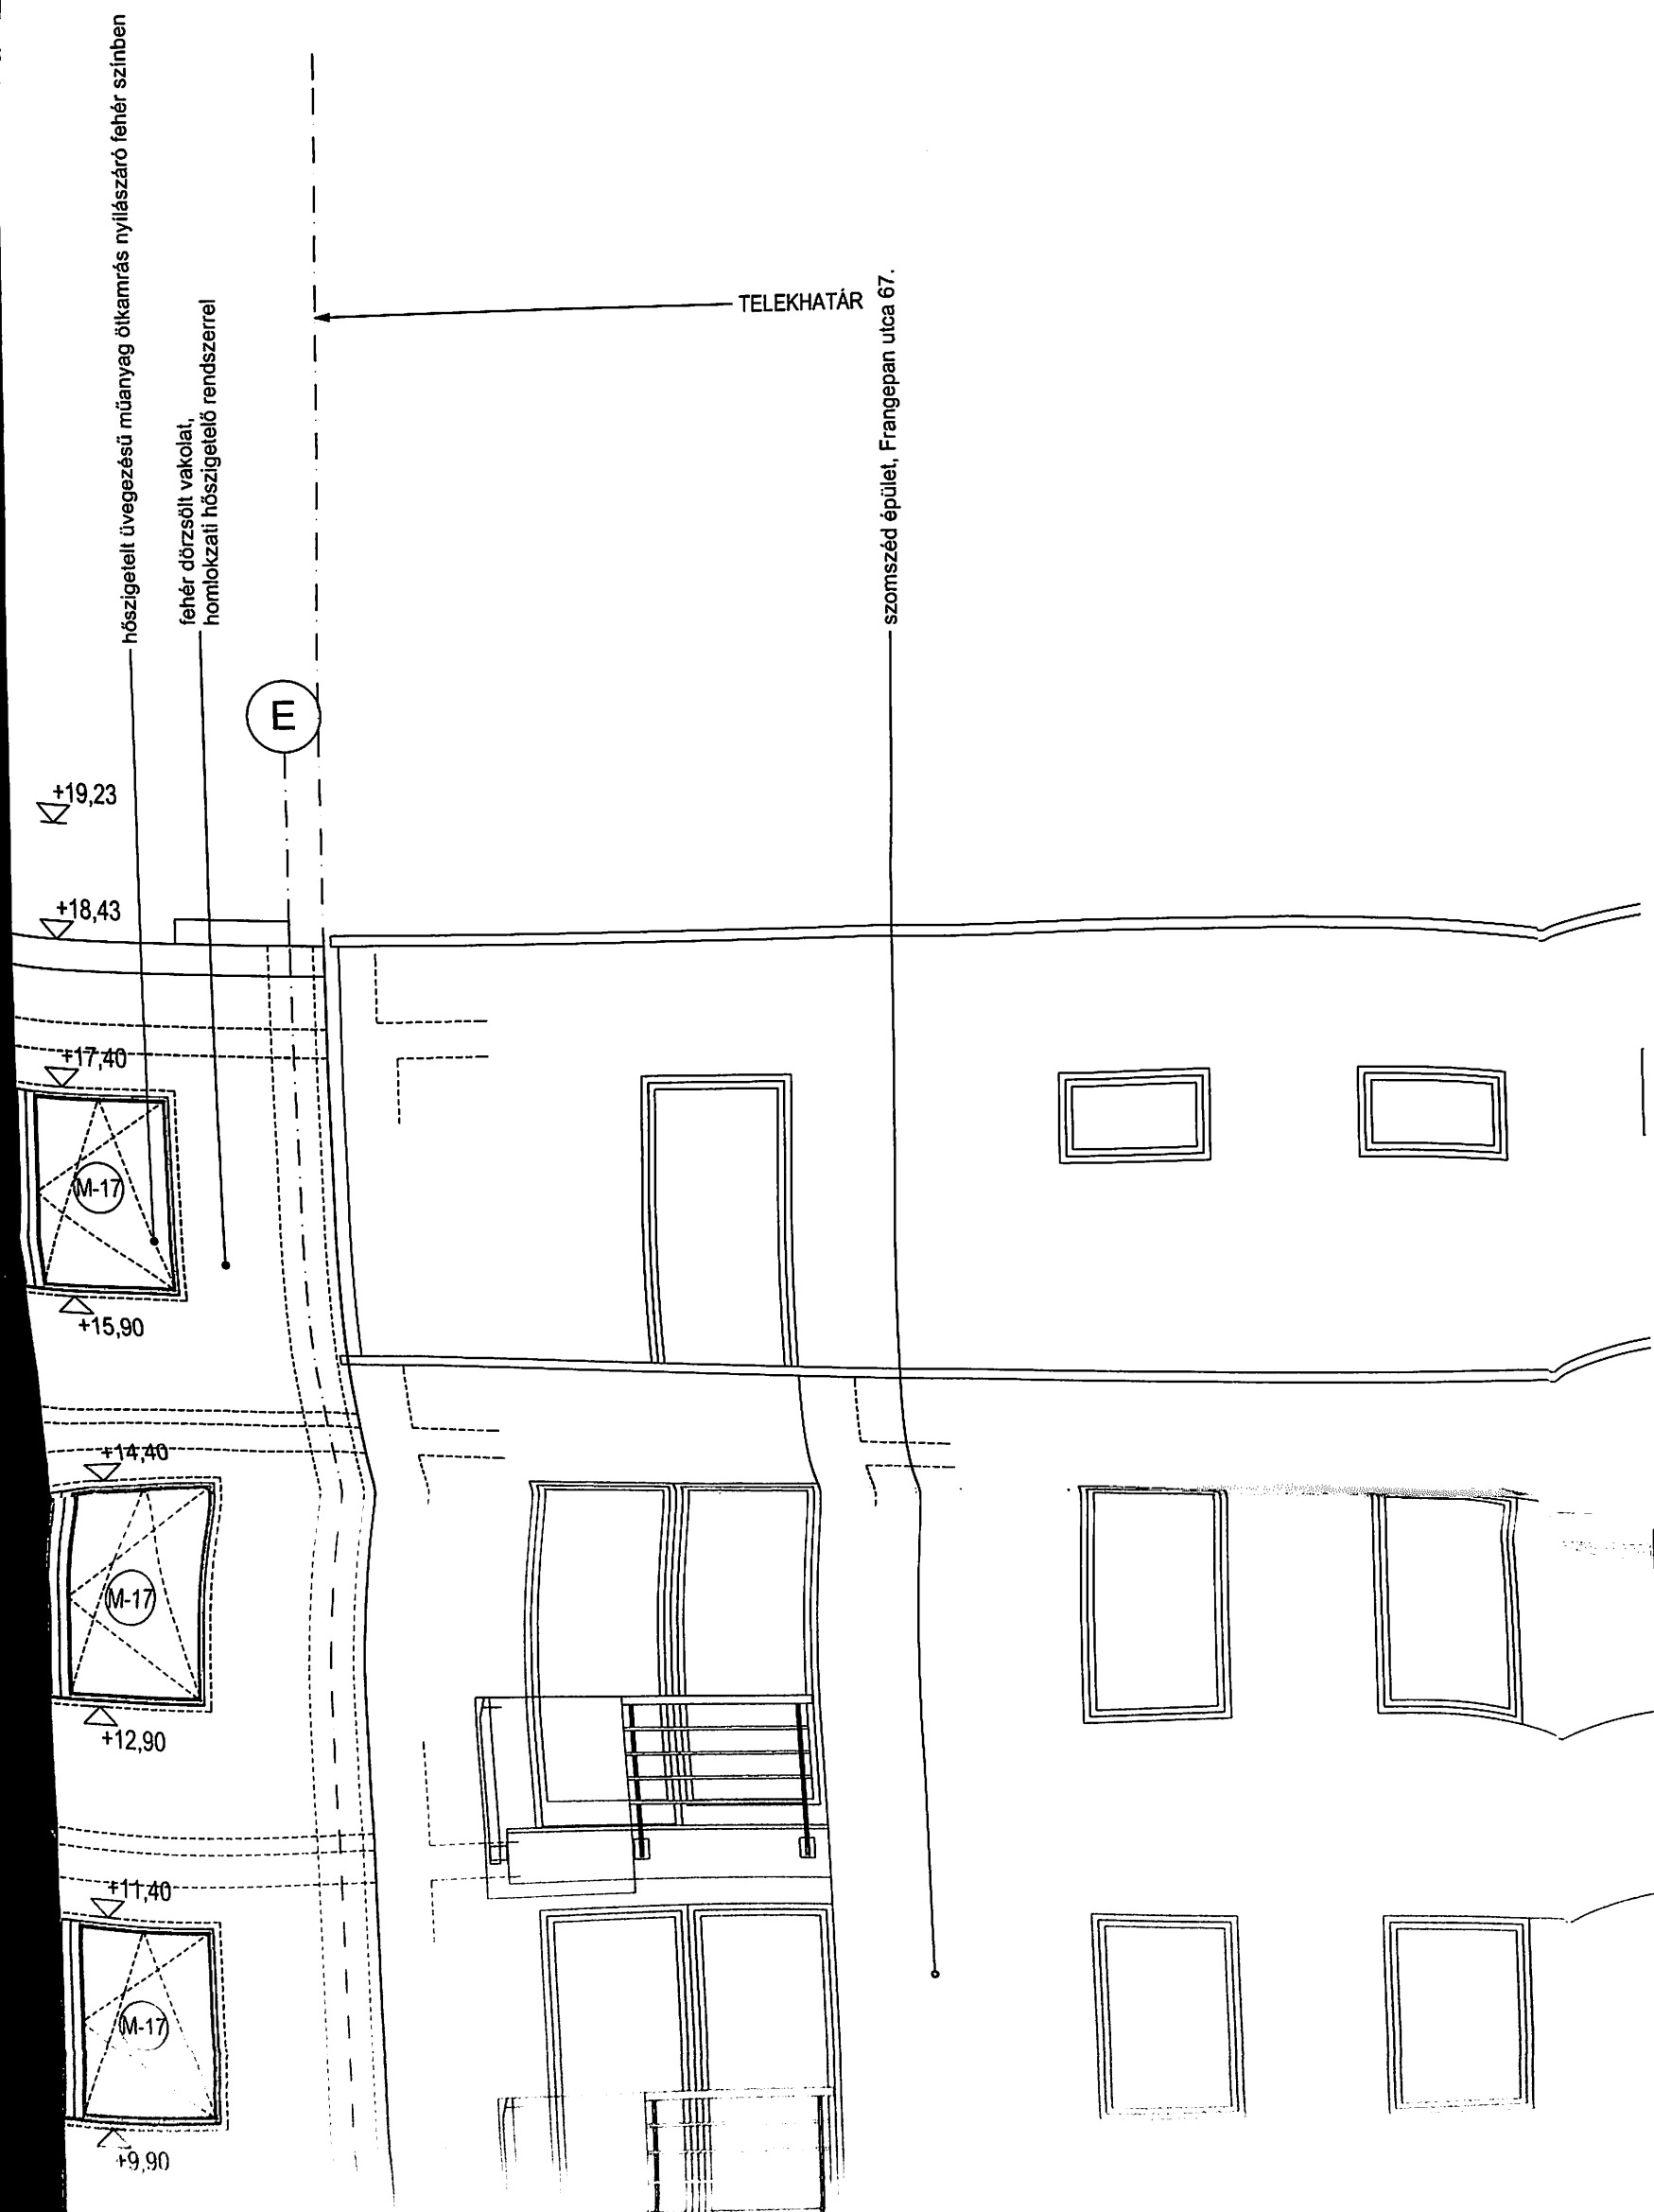 hőszigetelt üvegezésű műanyag ötkamrás nyílászáró fehér színben
fehér dörzsölt vakolat,
homlokzati hőszigetelő rendszerrel
TELEKHATÁR
szomszéd épület, Frangepan utca 67.
E
+19,23
+18,43
+17,40
M-17
+15,90
+14,40
M-17
+12,90
+11,40
M-17
+9,90